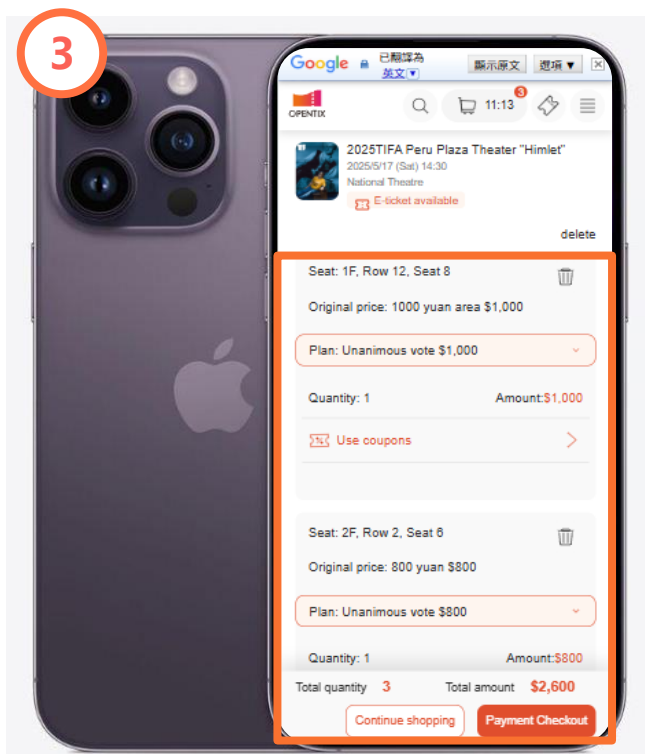 3
Google 已翻譯為 英文 ▼ 顯示原文 選項 ▼
OPENTIX 11:13 3
2025TIFA Peru Plaza Theater "Himlet"
2025/5/17 (Sat) 14:30
National Theatre
E-ticket available
delete
Seat: 1F, Row 12, Seat 8
Original price: 1000 yuan area $1,000
Plan: Unanimous vote $1,000
Quantity: 1 Amount:$1,000
Use coupons
Seat: 2F, Row 2, Seat 6
Original price: 800 yuan $800
Plan: Unanimous vote $800
Quantity: 1 Amount:$800
Total quantity 3 Total amount $2,600
Continue shopping Payment Checkout